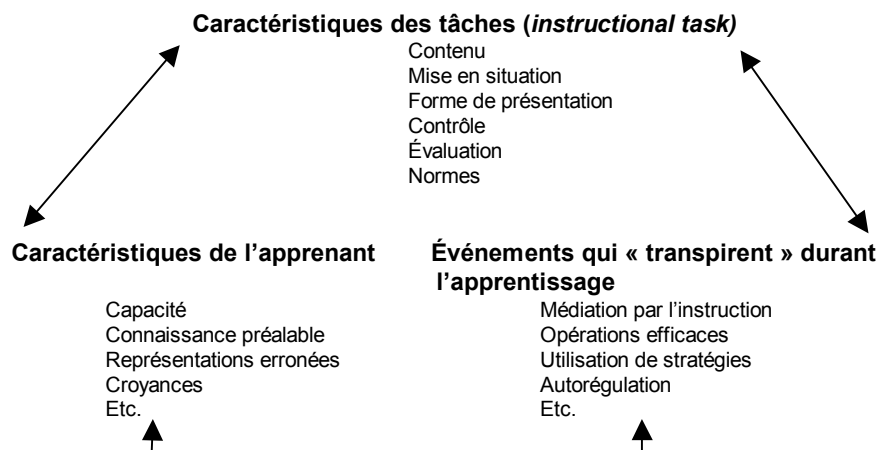 Caractéristiques des tâches (instructional task)
Contenu
Mise en situation
Forme de présentation
Contrôle
Évaluation
Normes
Caractéristiques de l’apprenant
Capacité
Connaissance préalable
Représentations erronées
Croyances
Etc.
Événements qui « transpirent » durant
l’apprentissage
Médiation par l’instruction
Opérations efficaces
Utilisation de stratégies
Autorégulation
Etc.